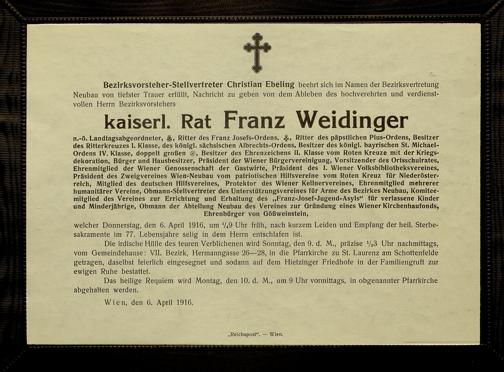 Bezirksvorsteher-Stellvertreter Christian Ebeling beehrt sich im Namen der Bezirksvertretung
Neubau von tiefster Trauer erfüllt, Nachricht zu geben von dem Ableben des hochverehrten und verdienst-
vollen Herrn Bezirksvorstehers
kaiserl. Rat Franz Weidinger
n.-ö. Landtagsabgeordneter, Ritter des Franz Josefs-Ordens, Ritter des päpstlichen Pius-Ordens, Besitzer
des Ritterkreuzes I. Klasse, des königl. sächsischen Albrechts-Ordens, Besitzer des königl. bayrischen St. Michael-
Ordens IV. Klasse, doppelt großen, Besitzer des Ehrenzeichens II. Klasse vom Roten Kreuze mit der Kriegs-
dekoration, Bürger und Hausbesitzer, Präsident der Wiener Bürgervereinigung, Vorsitzender des Ortsschulrates,
Ehrenmitglied der Wiener Genossenschaft der Gastwirte, Präsident des I. Wiener Volksbibliotheksvereines,
Präsident des Zweigvereines Wien-Neubau vom patriotischen Hilfsvereine vom Roten Kreuz für Niederöster-
reich, Mitglied des deutschen Hilfsvereines, Protektor des Wiener Kellnervereines, Ehrenmitglied mehrerer
humanitärer Vereine, Obmann-Stellvertreter des Unterstützungsvereines für Arme des Bezirkes Neubau, Komitee-
mitglied des Vereines zur Errichtung und Erhaltung des „Franz-Josef-Jugend-Asyls" für verlassene Kinder
und Minderjährige, Obmann der Abteilung Neubau des Vereines zur Gründung eines Wiener Kirchenbaufonds,
Ehrenbürger von Gößweinstein,
welcher Donnerstag, den 6. April 1916, um Uhr früh, nach kurzem Leiden und Empfang der heil. Sterbe-
sakramente im 77. Lebensjahre selig in dem Herrn entschlafen ist.
Die irdische Hülle des teuren Verblichenen wird Sonntag, den 9. d. M., präzise ½3 Uhr nachmittags,
vom Gemeindehause: VII. Bezirk, Hermanngasse 26—28, in die Pfarrkirche zu St. Laurenz am Schottenfelde
getragen, daselbst feierlich eingesegnet und sodann auf dem Hietzinger Friedhofe in der Familiengruft zur
ewigen Ruhe bestattet.
Das heilige Requiem wird Montag, den 10. d. M., um 9 Uhr vormittags, in obgenannter Pfarrkirche
abgehalten werden.
Wien, den 6. April 1916.
„Reichspost". — Wien.